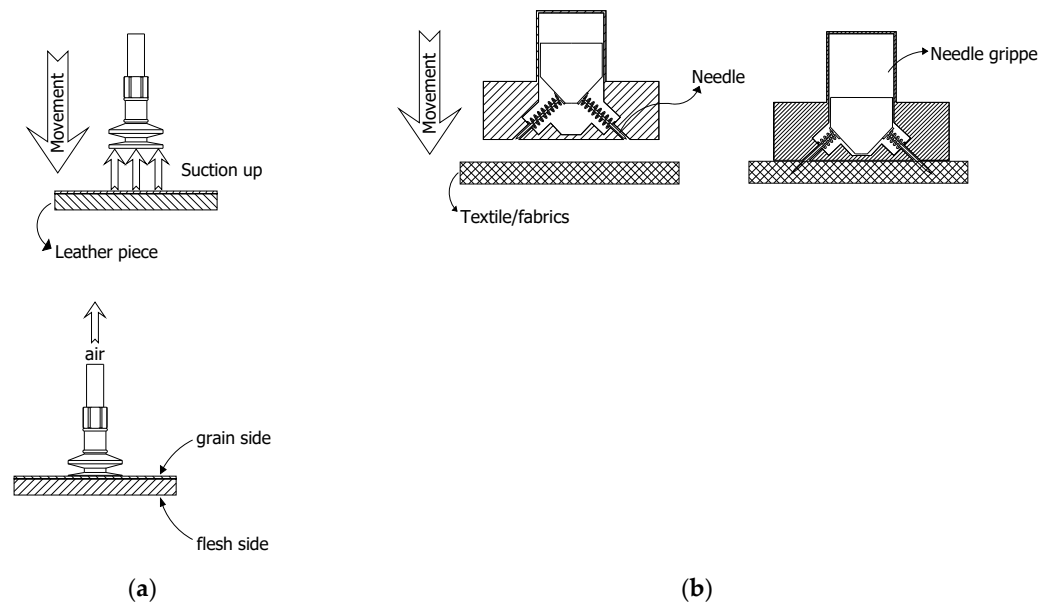 Movement
Suction up
Leather piece
air
grain side
flesh side
(a)
Movement
Needle
Textile/fabrics
Needle grippe
(b)